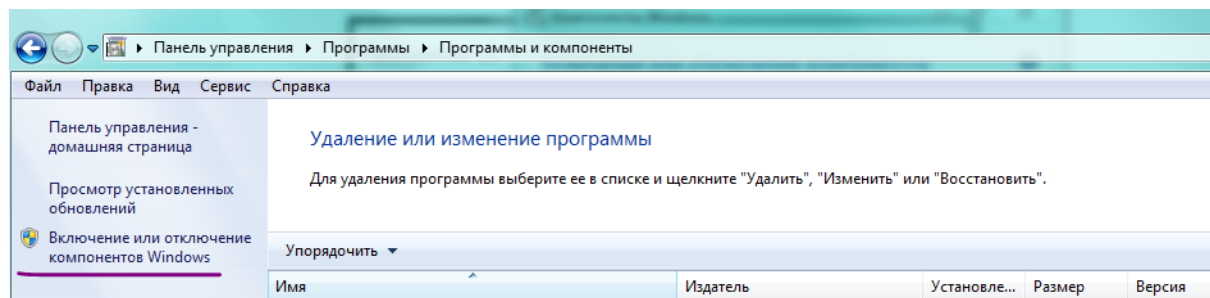 Панель управления ▸ Программы ▸ Программы и компоненты
Файл Правка Вид Сервис Справка
Панель управления -
домашняя страница
Просмотр установленных
обновлений
Включение или отключение
компонентов Windows
Удаление или изменение программы
Для удаления программы выберите ее в списке и щелкните "Удалить", "Изменить" или "Восстановить".
Упорядочить
Имя Издатель Установле... Размер Версия